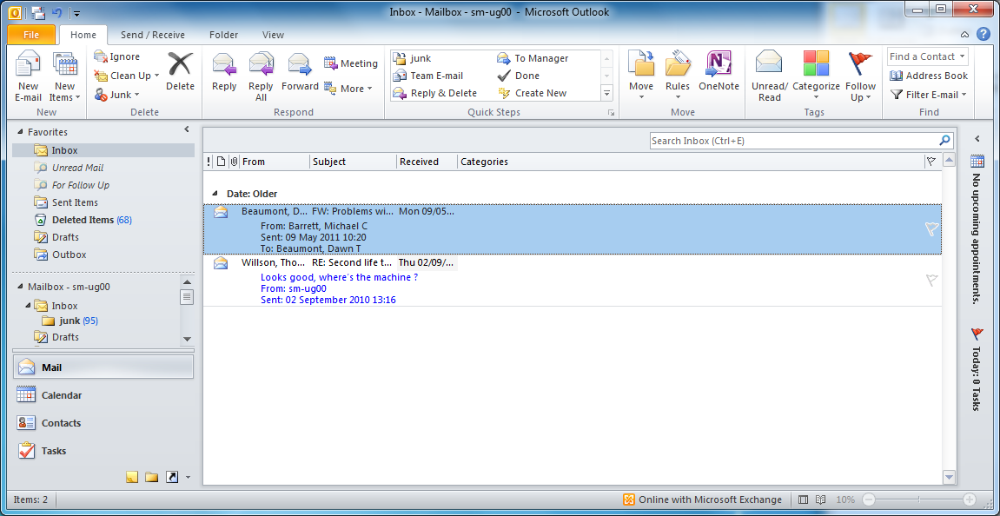 Inbox - Mailbox - sm-ug00 - Microsoft Outlook
File Home Send / Receive Folder View
New E-mail
New Items
New
Ignore
Clean Up
Junk
Delete
Delete
Reply
Reply All
Forward
Meeting
More
Respond
junk
Team E-mail
Reply & Delete
To Manager
Done
Create New
Quick Steps
Move
Rules
OneNote
Move
Unread/ Read
Categorize
Follow Up
Tags
Find a Contact
Address Book
Filter E-mail
Find
Favorites
Inbox
Unread Mail
For Follow Up
Sent Items
Deleted Items (68)
Drafts
Outbox
Mailbox - sm-ug00
Inbox
junk (95)
Drafts
Mail
Calendar
Contacts
Tasks
Search Inbox (Ctrl+E)
! From Subject Received Categories
Date: Older
Beaumont, D... FW: Problems wi... Mon 09/05...
From: Barrett, Michael C
Sent: 09 May 2011 10:20
To: Beaumont, Dawn T
Willson, Tho... RE: Second life t... Thu 02/09/...
Looks good, where's the machine ?
From: sm-ug00
Sent: 02 September 2010 13:16
No upcoming appointments.
Today: 0 Tasks
Items: 2
Online with Microsoft Exchange
10%